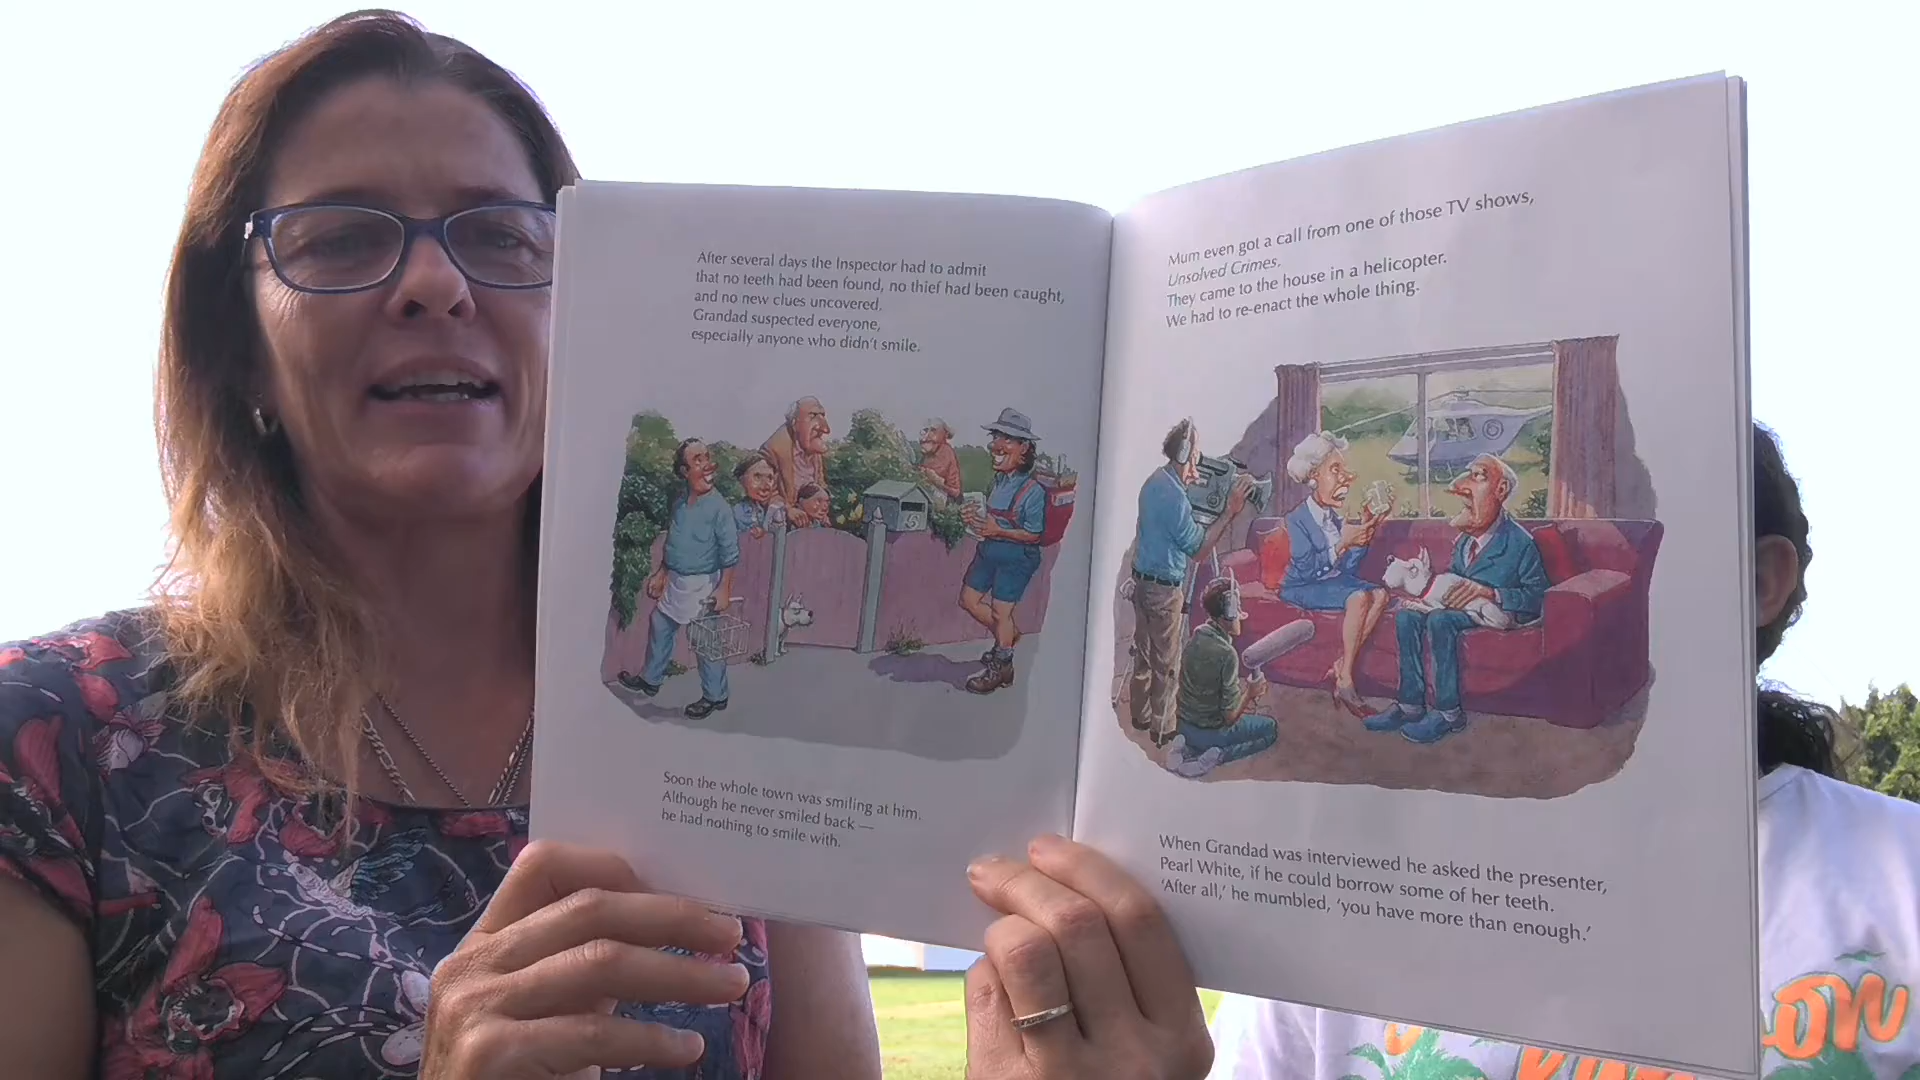 After several days the Inspector had to admit
that no teeth had been found, no thief had been caught,
and no new clues uncovered.
Grandad suspected everyone,
especially anyone who didn't smile.
5
Soon the whole town was smiling at him.
Although he never smiled back —
he had nothing to smile with.
Mum even got a call from one of those TV shows,
Unsolved Crimes.
They came to the house in a helicopter.
We had to re-enact the whole thing.
When Grandad was interviewed he asked the presenter,
Pearl White, if he could borrow some of her teeth.
'After all,' he mumbled, 'you have more than enough.'